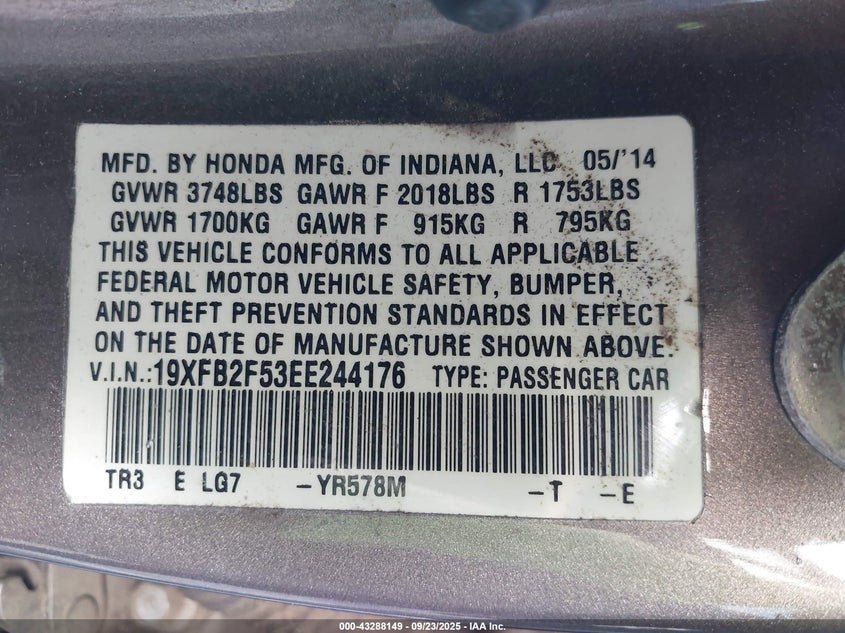 MFD. BY HONDA MFG. OF INDIANA, LLC 05/'14
GVWR 3748LBS GAWR F 2018LBS R 1753LBS
GVWR 1700KG GAWR F 915KG R 795KG
THIS VEHICLE CONFORMS TO ALL APPLICABLE
FEDERAL MOTOR VEHICLE SAFETY, BUMPER,
AND THEFT PREVENTION STANDARDS IN EFFECT
ON THE DATE OF MANUFACTURE SHOWN ABOVE.
V.I.N.:19XFB2F53EE244176 TYPE: PASSENGER CAR
TR3 E LG7 -YR578M -T -E
000-43288149 - 09/23/2025 - IAA Inc.